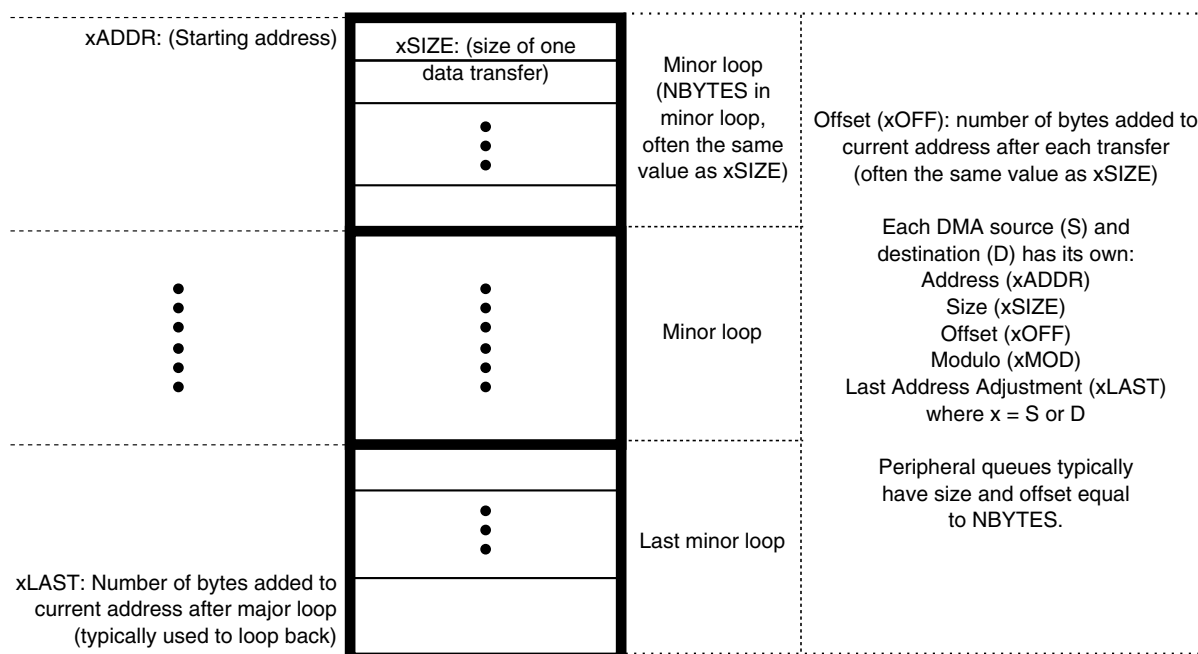 xADDR: (Starting address)
xSIZE: (size of one
data transfer)
Minor loop
(NBYTES in
minor loop,
often the same
value as xSIZE)
Offset (xOFF): number of bytes added to
current address after each transfer
(often the same value as xSIZE)
Each DMA source (S) and
destination (D) has its own:
Address (xADDR)
Size (xSIZE)
Offset (xOFF)
Modulo (xMOD)
Last Address Adjustment (xLAST)
where x = S or D
Minor loop
Peripheral queues typically
have size and offset equal
to NBYTES.
Last minor loop
xLAST: Number of bytes added to
current address after major loop
(typically used to loop back)